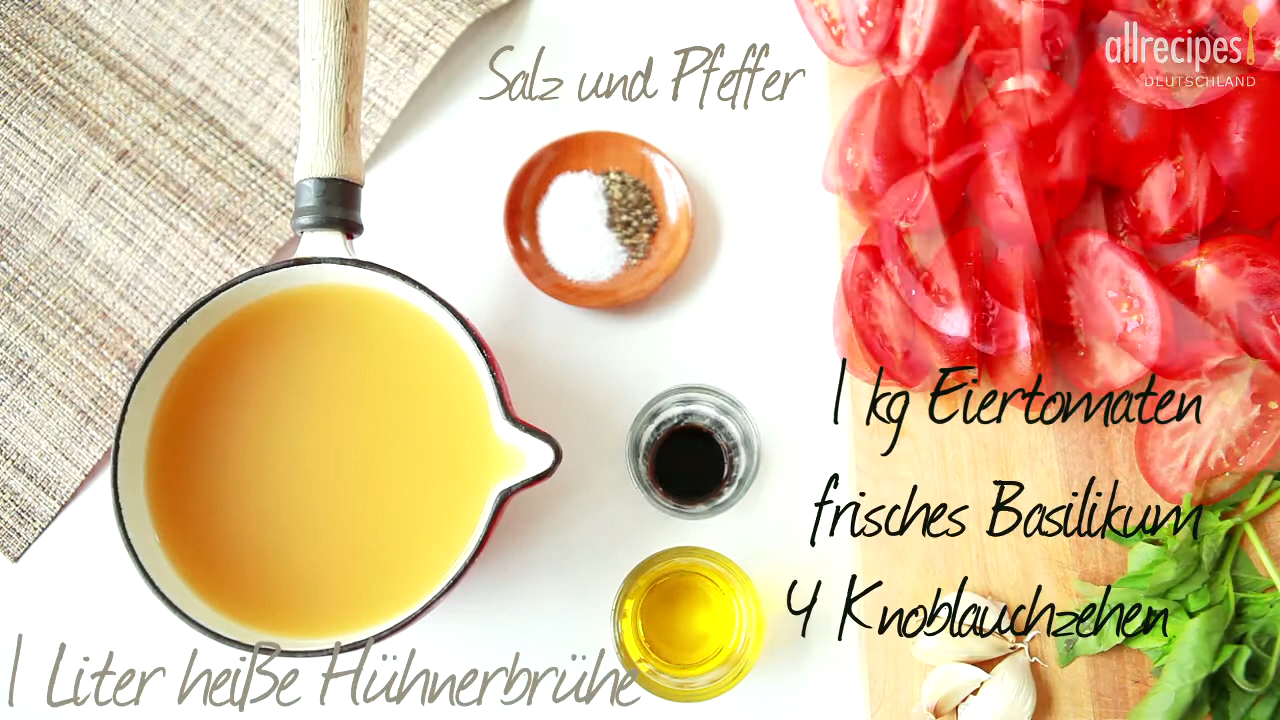 Salz und Pfeffer
allrecipes
DEUTSCHLAND
1 kg Eiertomaten
frisches Basilikum
4 Knoblauchzehen
1 Liter heiße Hühnerbrühe